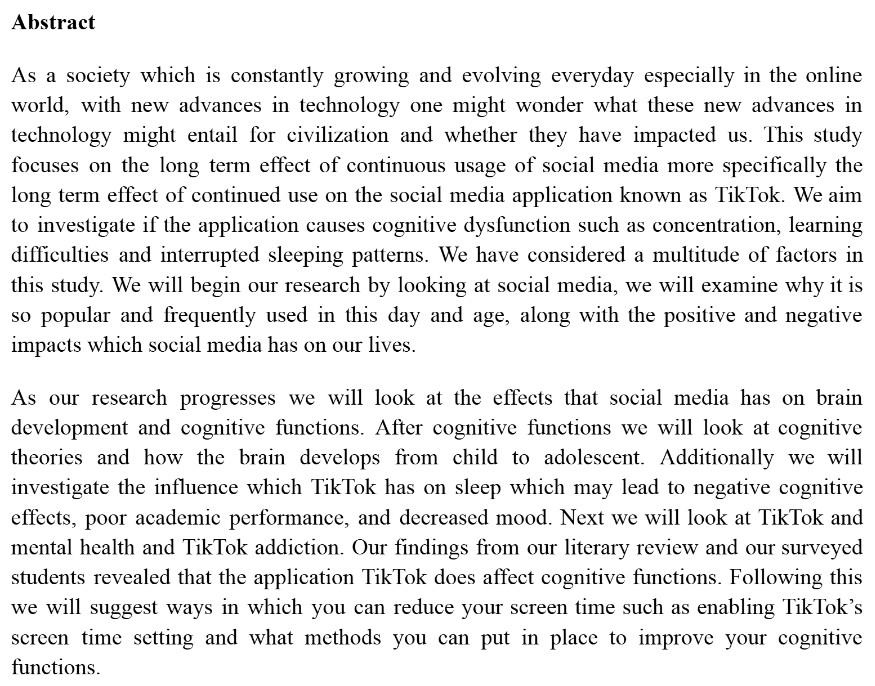 Abstract
As a society which is constantly growing and evolving everyday especially in the online
world, with new advances in technology one might wonder what these new advances in
technology might entail for civilization and whether they have impacted us. This study
focuses on the long term effect of continuous usage of social media more specifically the
long term effect of continued use on the social media application known as TikTok. We aim
to investigate if the application causes cognitive dysfunction such as concentration, learning
difficulties and interrupted sleeping patterns. We have considered a multitude of factors in
this study. We will begin our research by looking at social media, we will examine why it is
so popular and frequently used in this day and age, along with the positive and negative
impacts which social media has on our lives.
As our research progresses we will look at the effects that social media has on brain
development and cognitive functions. After cognitive functions we will look at cognitive
theories and how the brain develops from child to adolescent. Additionally we will
investigate the influence which TikTok has on sleep which may lead to negative cognitive
effects, poor academic performance, and decreased mood. Next we will look at TikTok and
mental health and TikTok addiction. Our findings from our literary review and our surveyed
students revealed that the application TikTok does affect cognitive functions. Following this
we will suggest ways in which you can reduce your screen time such as enabling TikTok’s
screen time setting and what methods you can put in place to improve your cognitive
functions.